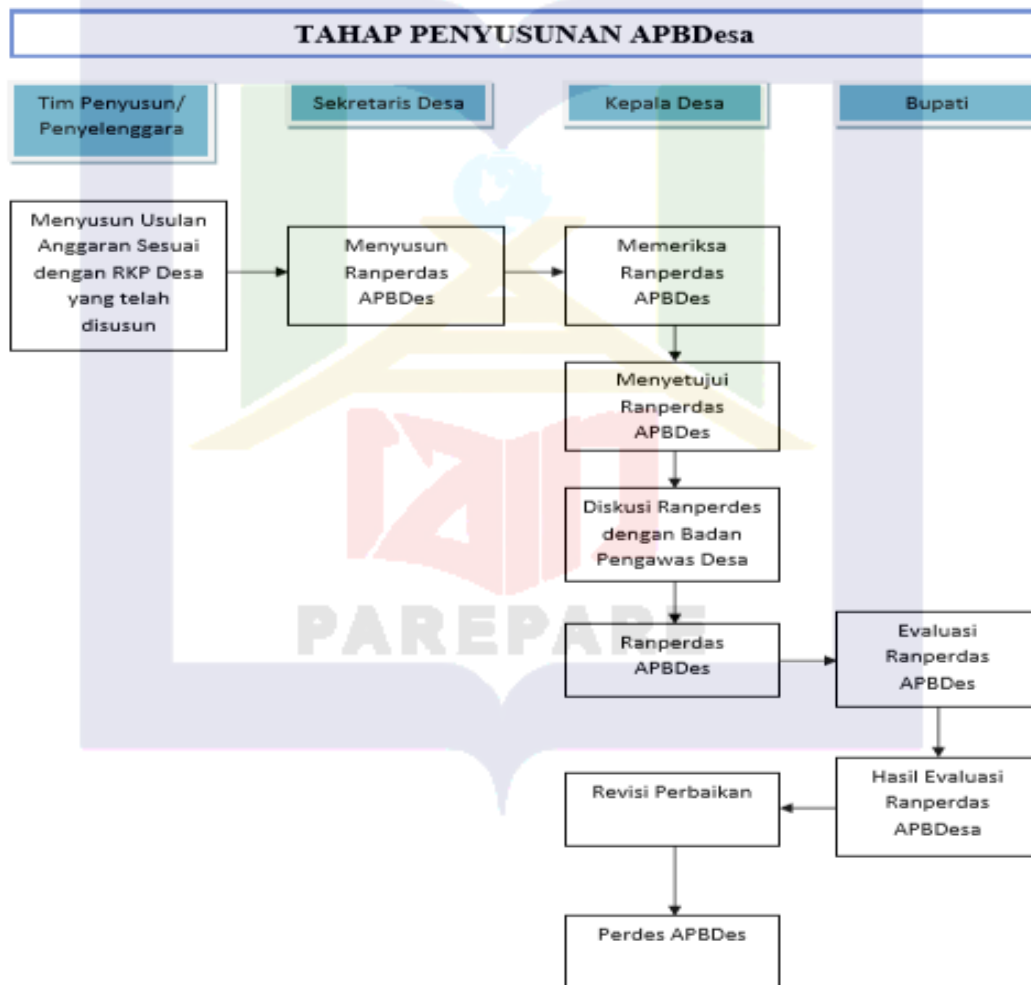 TAHAP PENYUSUNAN APBDesa
Tim Penyusun/
Penyelenggara
Sekretaris Desa
Kepala Desa
Bupati
Menyusun Usulan
Anggaran Sesuai
dengan RKP Desa
yang telah
disusun
Menyusun
Ranperdas
APBDes
Memeriksa
Ranperdas
APBDes
Menyetujui
Ranperdas
APBDes
Diskusi Ranperdes
dengan Badan
Pengawas Desa
Ranperdas
APBDes
Evaluasi
Ranperdas
APBDes
Hasil Evaluasi
Ranperdas
APBDesa
Revisi Perbaikan
Perdes APBDes
PAREPARE